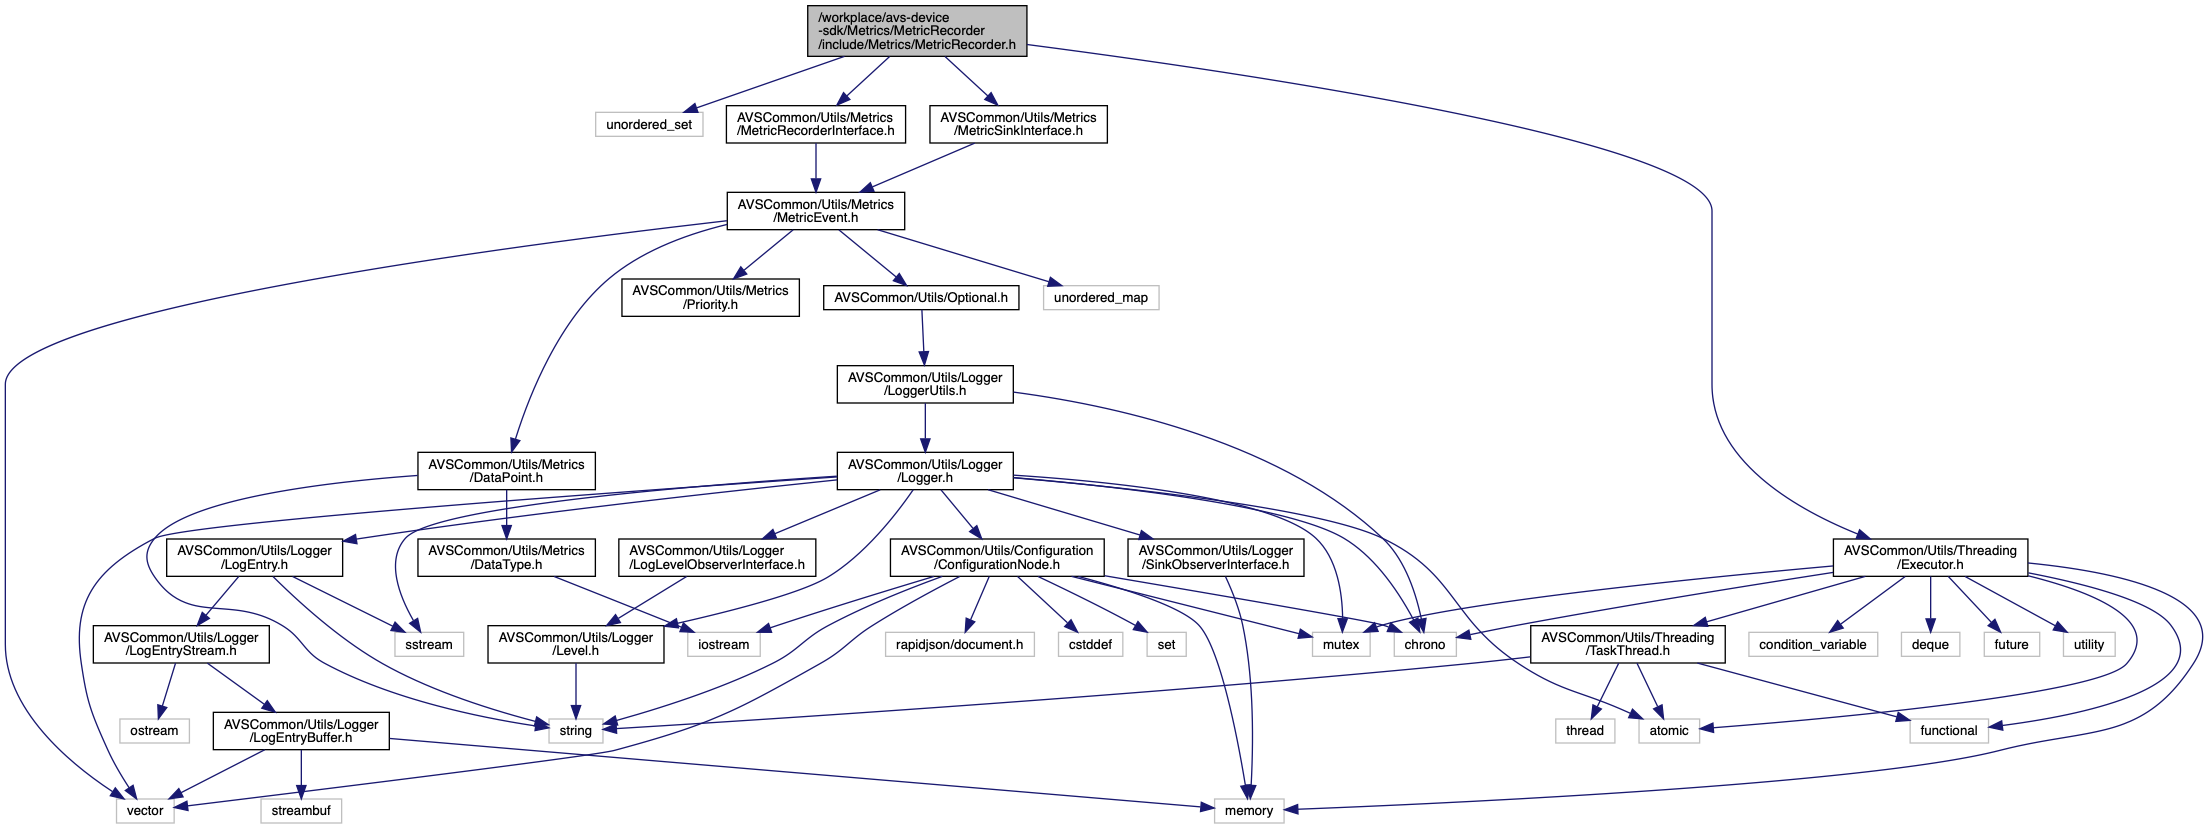 /workplace/avs-device
-sdk/Metrics/MetricRecorder
/include/Metrics/MetricRecorder.h
unordered_set
AVSCommon/Utils/Metrics
/MetricRecorderInterface.h
AVSCommon/Utils/Metrics
/MetricSinkInterface.h
AVSCommon/Utils/Metrics
/MetricEvent.h
AVSCommon/Utils/Metrics
/Priority.h
AVSCommon/Utils/Optional.h
unordered_map
AVSCommon/Utils/Logger
/LoggerUtils.h
AVSCommon/Utils/Metrics
/DataPoint.h
AVSCommon/Utils/Logger
/Logger.h
AVSCommon/Utils/Logger
/LogEntry.h
AVSCommon/Utils/Metrics
/DataType.h
AVSCommon/Utils/Logger
/LogLevelObserverInterface.h
AVSCommon/Utils/Configuration
/ConfigurationNode.h
AVSCommon/Utils/Logger
/SinkObserverInterface.h
AVSCommon/Utils/Threading
/Executor.h
AVSCommon/Utils/Logger
/LogEntryStream.h
sstream
AVSCommon/Utils/Logger
/Level.h
iostream
rapidjson/document.h
cstddef
set
mutex
chrono
AVSCommon/Utils/Threading
/TaskThread.h
condition_variable
deque
future
utility
ostream
AVSCommon/Utils/Logger
/LogEntryBuffer.h
string
thread
atomic
functional
vector
streambuf
memory